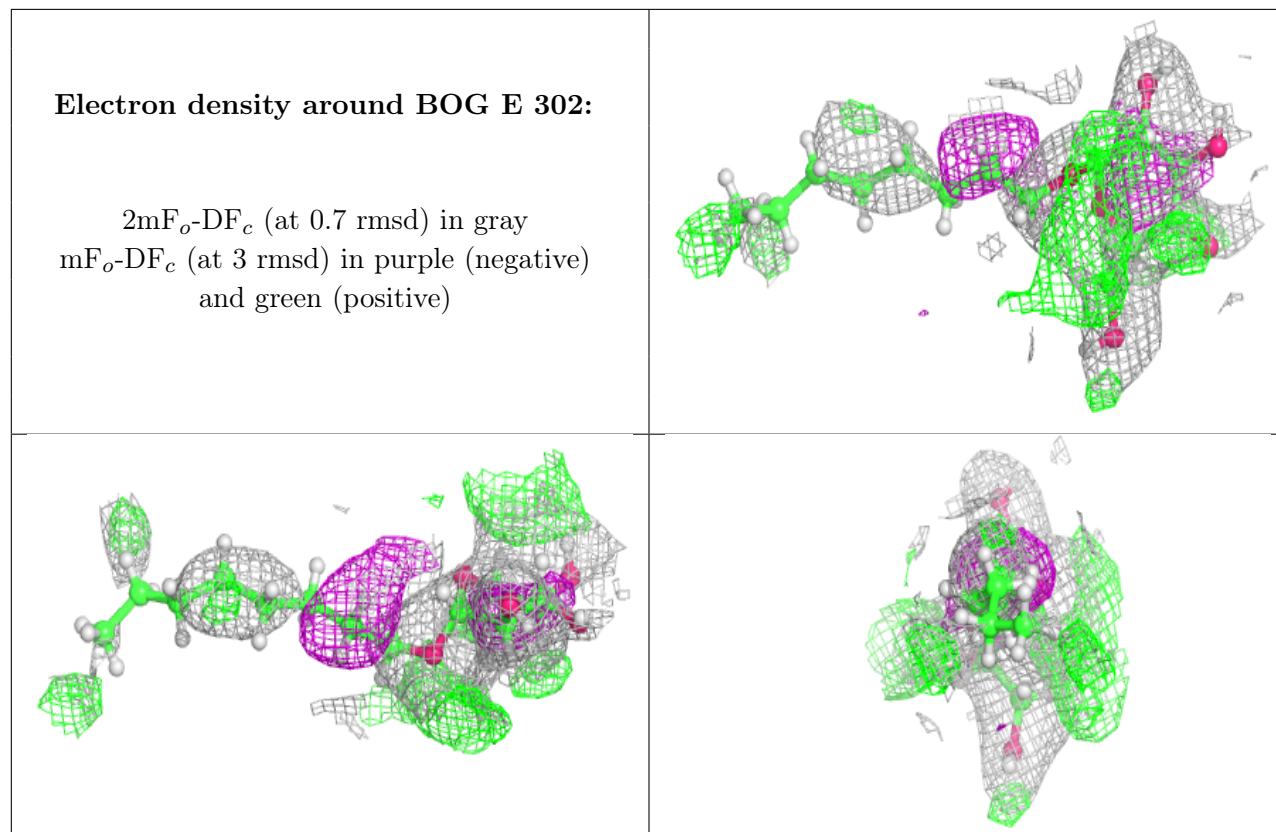 Electron density around BOG E 302:
2mFₒ-DF𝒸 (at 0.7 rmsd) in gray
mFₒ-DF𝒸 (at 3 rmsd) in purple (negative)
and green (positive)